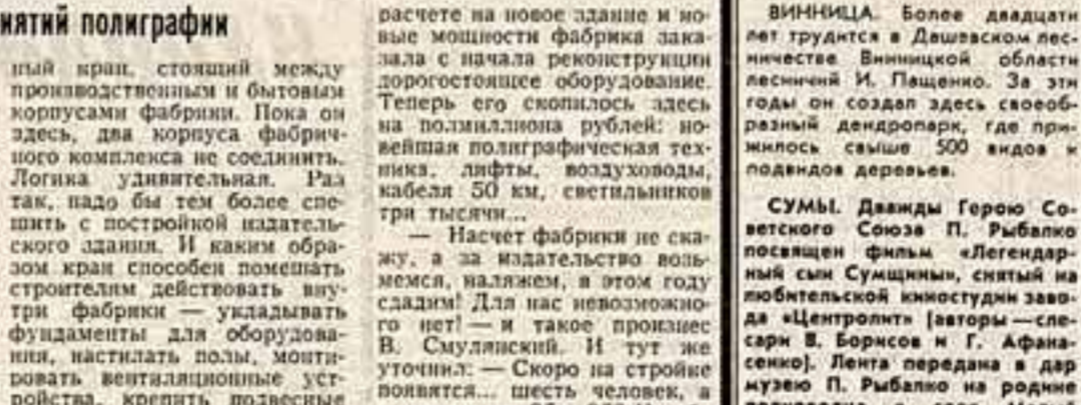 нятий полиграфии
ный кран, стоящий между
производственным и бытовым
корпусами фабрики. Пока он
здесь, два корпуса фабрич-
ного комплекса не соединить.
Логика удивительная. Раз
так, надо бы тем более спе-
шить с постройкой издатель-
ского здания. И каким обра-
зом кран способен помешать
строителям действовать вну-
три фабрики — укладывать
фундаменты для оборудова-
ния, настилать полы, монти-
ровать вентиляционные уст-
ройства, крепить подвесные
расчете на новое здание и но-
вые мощности фабрика зака-
зала с начала реконструкции
дорогостоящее оборудование.
Теперь его скопилось здесь
на полмиллиона рублей: но-
вейшая полиграфическая тех-
ника, лифты, воздуховоды,
кабеля 50 км, светильников
три тысячи...
— Насчет фабрики не ска-
жу, а за издательство возь-
мемся, наляжем, в этом году
сдадим! Для нас невозможно-
го нет! — и такое произнес
В. Смулянский. И тут же
уточнил: — Скоро на стройке
появятся... шесть человек, а
ВИННИЦА. Более двадцати
лет трудится в Дашевском лес-
ничестве Винницкой области
лесничий И. Пащенко. За эти
годы он создал здесь своеоб-
разный дендропарк, где при-
жилось свыше 500 видов и
подвидов деревьев.
СУМЫ. Дважды Герою Со-
ветского Союза П. Рыбалко
посвящен фильм «Легендар-
ный сын Сумщины», снятый на
любительской киностудии заво-
да «Центролит» (авторы — сле-
сари В. Борисов и Г. Афана-
сенко). Лента передана в дар
музею П. Рыбалко на родине